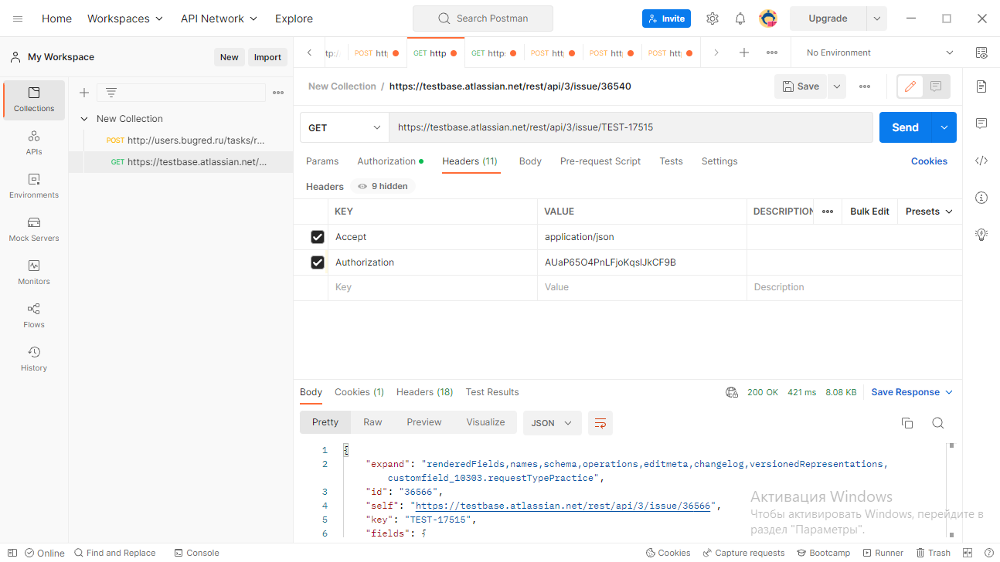 Home Workspaces API Network Explore Search Postman Invite Upgrade
My Workspace New Import
tp:/ POST htt GET http GET http: POST htt POST htt POST htt No Environment
New Collection / https://testbase.atlassian.net/rest/api/3/issue/36540 Save
Collections
APIs
Environments
Mock Servers
Monitors
Flows
History
New Collection
POST http://users.bugred.ru/tasks/r...
GET https://testbase.atlassian.net/...
GET https://testbase.atlassian.net/rest/api/3/issue/TEST-17515 Send
Params Authorization Headers (11) Body Pre-request Script Tests Settings Cookies
Headers 9 hidden
KEY VALUE DESCRIPTION Bulk Edit Presets
Accept application/json
Authorization AUaP65O4PnLFjoKqslJkCF9B
Key Value Description
Body Cookies (1) Headers (18) Test Results 200 OK 421 ms 8.08 KB Save Response
Pretty Raw Preview Visualize JSON
1 {
2 "expand": "renderedFields,names,schema,operations,editmeta,changelog,versionedRepresentations,
customfield_10303.requestTypePractice",
3 "id": "36566",
4 "self": "https://testbase.atlassian.net/rest/api/3/issue/36566",
5 "key": "TEST-17515",
6 "fields": {
Активация Windows
Чтобы активировать Windows, перейдите в
раздел "Параметры".
Online Find and Replace Console Cookies Capture requests Bootcamp Runner Trash